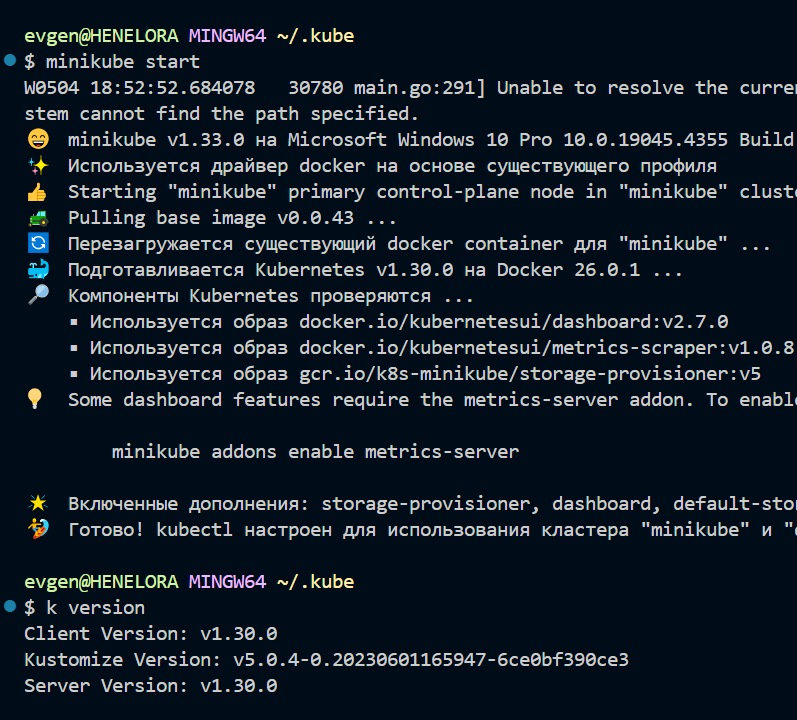 evgen@HENELORA MINGW64 ~/.kube
$ minikube start
W0504 18:52:52.684078   30780 main.go:291] Unable to resolve the curre
stem cannot find the path specified.
minikube v1.33.0 на Microsoft Windows 10 Pro 10.0.19045.4355 Build
Используется драйвер docker на основе существующего профиля
Starting "minikube" primary control-plane node in "minikube" clust
Pulling base image v0.0.43 ...
Перезагружается существующий docker container для "minikube" ...
Подготавливается Kubernetes v1.30.0 на Docker 26.0.1 ...
Компоненты Kubernetes проверяются ...
▪ Используется образ docker.io/kubernetesui/dashboard:v2.7.0
▪ Используется образ docker.io/kubernetesui/metrics-scraper:v1.0.8
▪ Используется образ gcr.io/k8s-minikube/storage-provisioner:v5
Some dashboard features require the metrics-server addon. To enabl
minikube addons enable metrics-server
Включенные дополнения: storage-provisioner, dashboard, default-sto
Готово! kubectl настроен для использования кластера "minikube" и "
evgen@HENELORA MINGW64 ~/.kube
$ k version
Client Version: v1.30.0
Kustomize Version: v5.0.4-0.20230601165947-6ce0bf390ce3
Server Version: v1.30.0